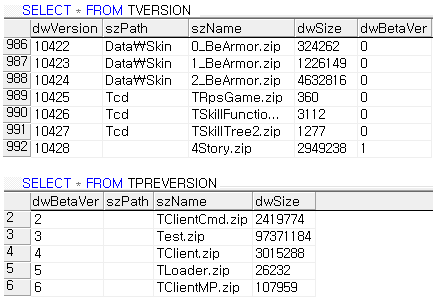 SELECT * FROM TVERSION
dwVersion szPath szName dwSize dwBetaVer
986 10422 Data₩Skin 0_BeArmor.zip 324262 0
987 10423 Data₩Skin 1_BeArmor.zip 1226149 0
988 10424 Data₩Skin 2_BeArmor.zip 4632816 0
989 10425 Tcd TRpsGame.zip 360 0
990 10426 Tcd TSkillFunctio... 3112 0
991 10427 Tcd TSkillTree2.zip 1277 0
992 10428 4Story.zip 2949238 1
SELECT * FROM TPREVERSION
dwBetaVer szPath szName dwSize
2 2 TClientCmd.zip 2419774
3 3 Test.zip 97371184
4 4 TClient.zip 3015288
5 5 TLoader.zip 26232
6 6 TClientMP.zip 107959